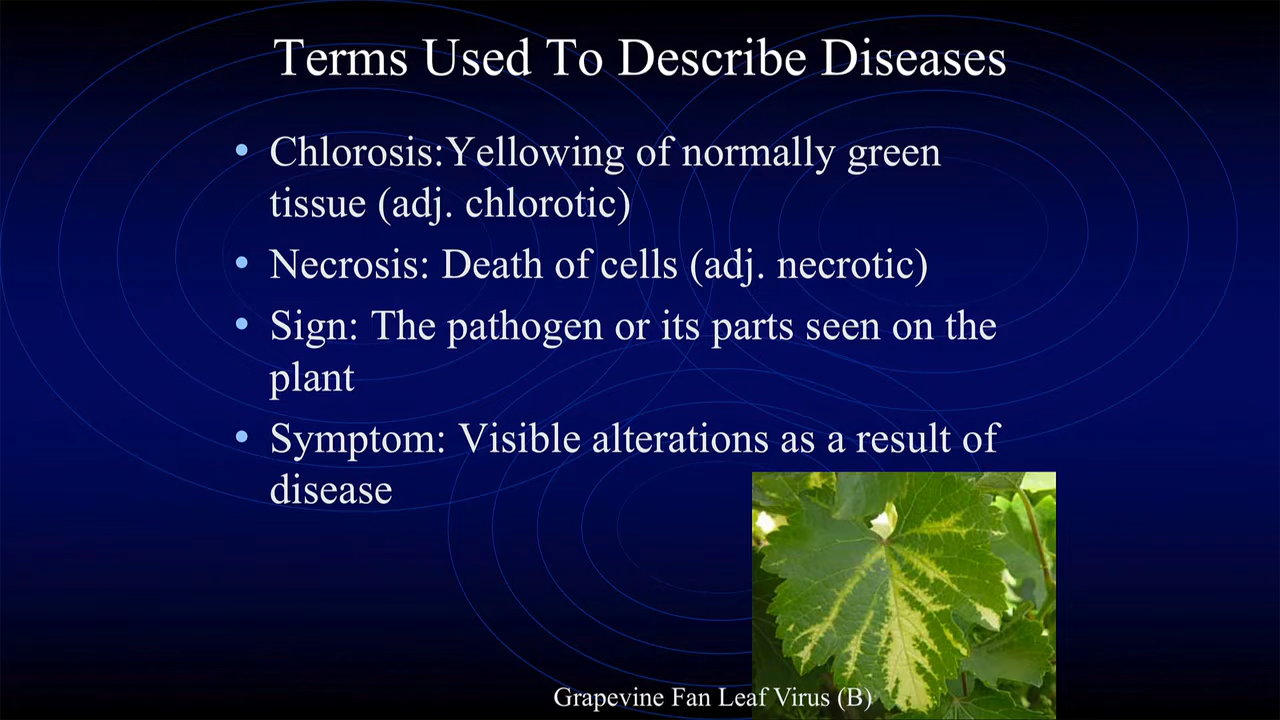 Terms Used To Describe Diseases
• Chlorosis:Yellowing of normally green
tissue (adj. chlorotic)
• Necrosis: Death of cells (adj. necrotic)
• Sign: The pathogen or its parts seen on the
plant
• Symptom: Visible alterations as a result of
disease
Grapevine Fan Leaf Virus (B)